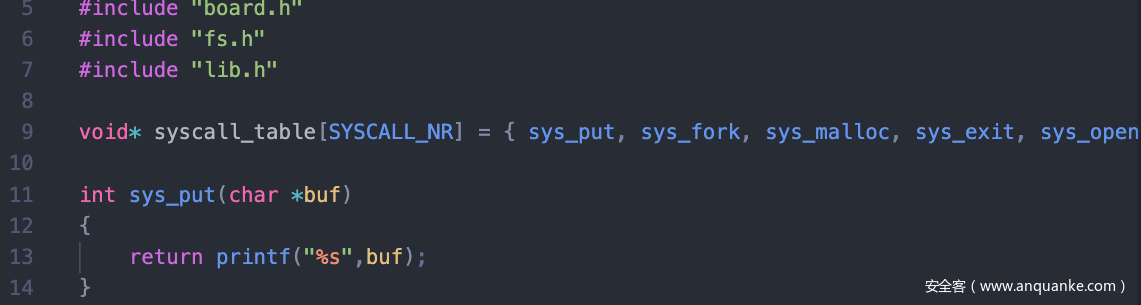 5 #include "board.h"
6 #include "fs.h"
7 #include "lib.h"
8
9 void* syscall_table[SYSCALL_NR] = { sys_put, sys_fork, sys_malloc, sys_exit, sys_open
10
11 int sys_put(char *buf)
12 {
13 return printf("%s",buf);
14 }
安全客（www.anquanke.com）